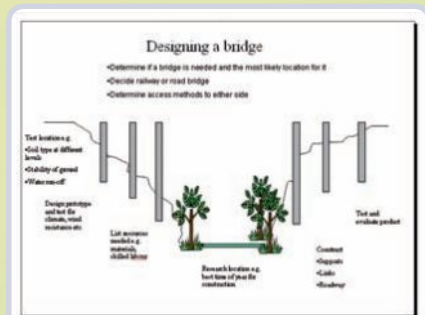 Designing a bridge
•Determine if a bridge is needed and the most likely location for it
•Decide railway or road bridge
•Determine access methods to either side
Test location e.g.
•Soil type at different
levels
•Stability of ground
•Water run-off
Design prototype
and test for
climate, wind
resistance etc
List resources
needed e.g.
materials,
skilled labour
Research location e.g.
best time of year for
construction
Construct
•Supports
•Links
•Roadway
Test and
evaluate product